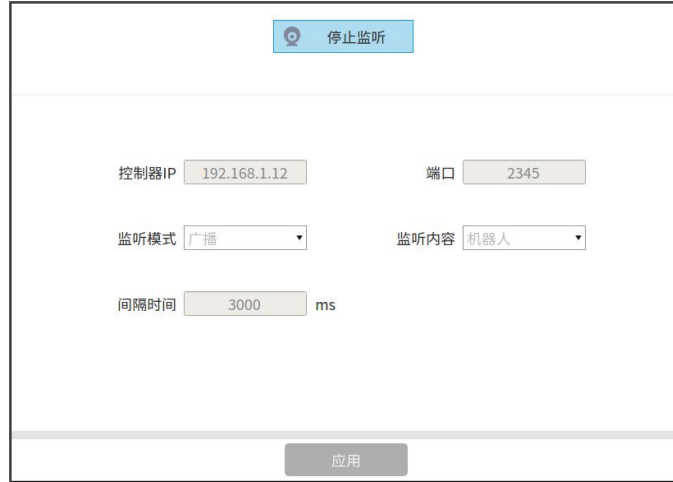 停止监听
控制器IP 192.168.1.12 端口 2345
监听模式 广播 监听内容 机器人
间隔时间 3000 ms
应用